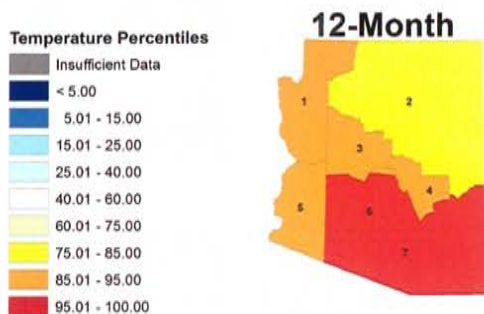 12-Month
Temperature Percentiles
Insufficient Data
< 5.00
5.01 - 15.00
15.01 - 25.00
25.01 - 40.00
40.01 - 60.00
60.01 - 75.00
75.01 - 85.00
85.01 - 95.00
95.01 - 100.00
1
2
3
4
5
6
7